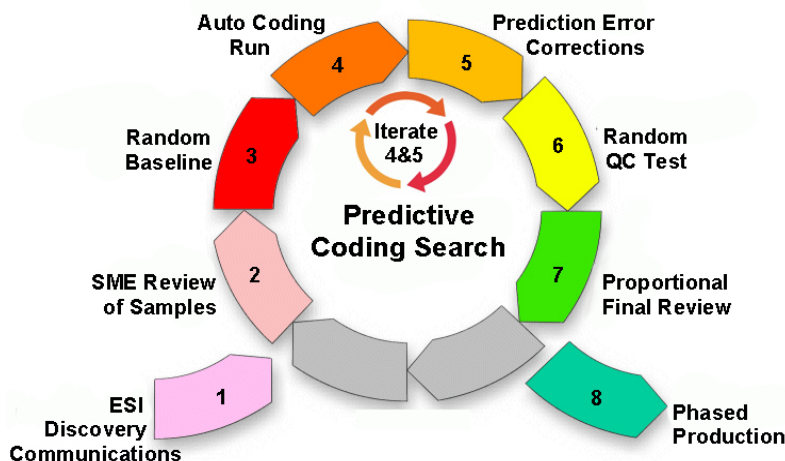 Auto Coding
Run
4
Prediction Error
Corrections
5
Iterate
4&5
Random
Baseline
3
Random
QC Test
6
Predictive
Coding Search
SME Review
of Samples
2
Proportional
Final Review
7
ESI
Discovery
Communications
1
Phased
Production
8